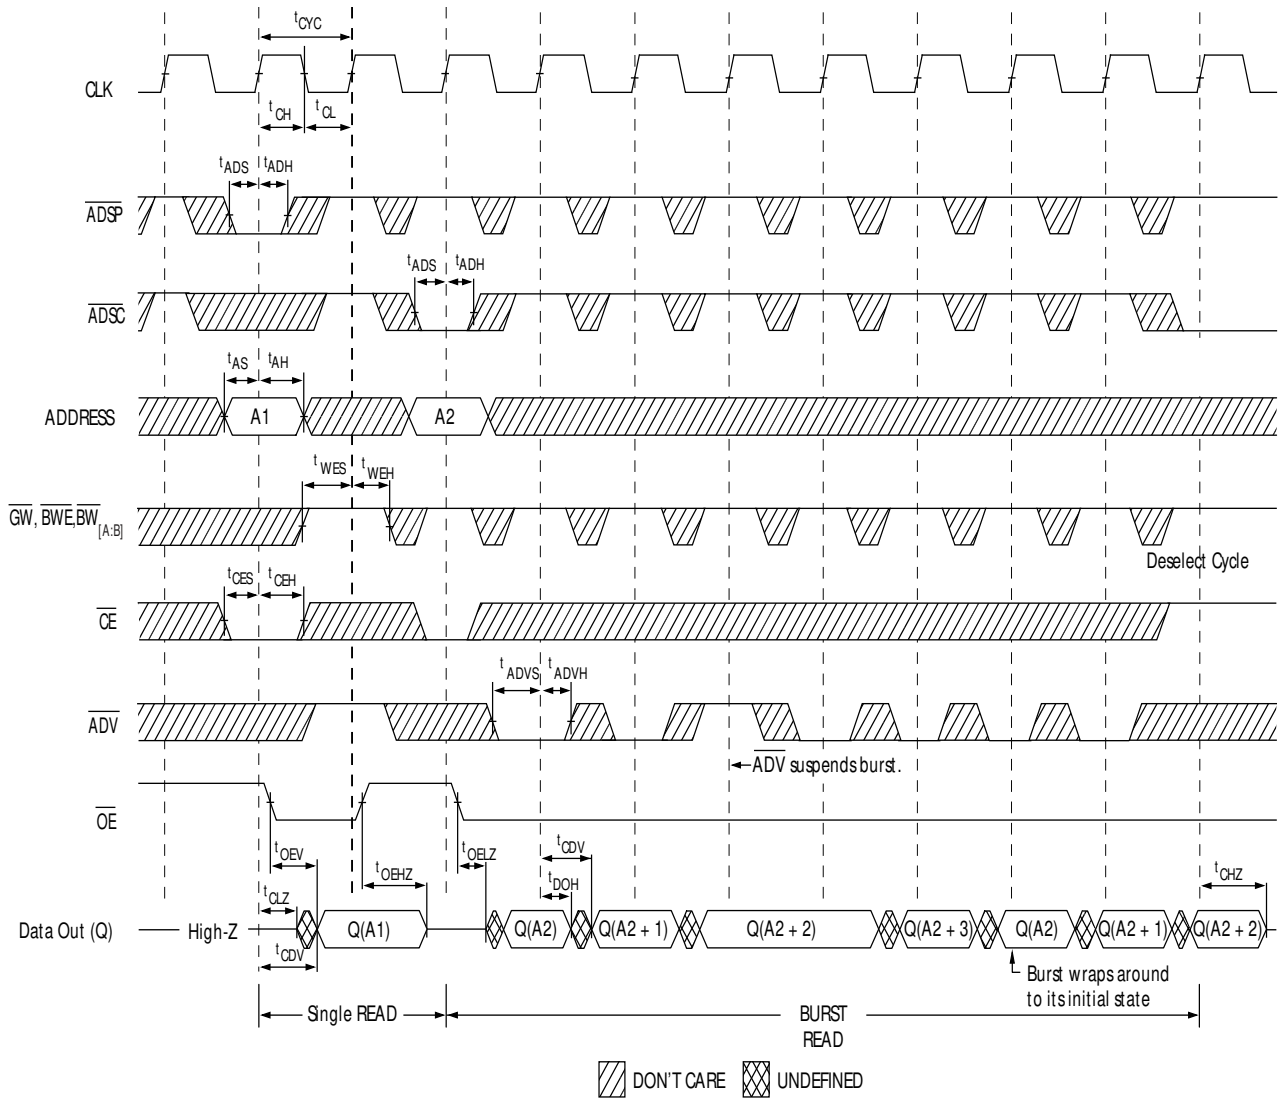 tCYC
CLK
tCH
tCL
tADS
tADH
ADSP
tADS
tADH
ADSC
tAS
tAH
ADDRESS
A1
A2
tWES
tWEH
GW, BWE,BW[A:B]
Deselect Cycle
tCES
tCEH
CE
tADVS
tADVH
ADV
ADV suspends burst.
OE
tOEV
tOEHZ
tOELZ
tCDV
tDOH
tCLZ
tCHZ
Data Out (Q)
High-Z
Q(A1)
Q(A2)
Q(A2 + 1)
Q(A2 + 2)
Q(A2 + 3)
Q(A2)
Q(A2 + 1)
Q(A2 + 2)
tCDV
Burst wraps around
to its initial state
Single READ
BURST
READ
DON'T CARE
UNDEFINED